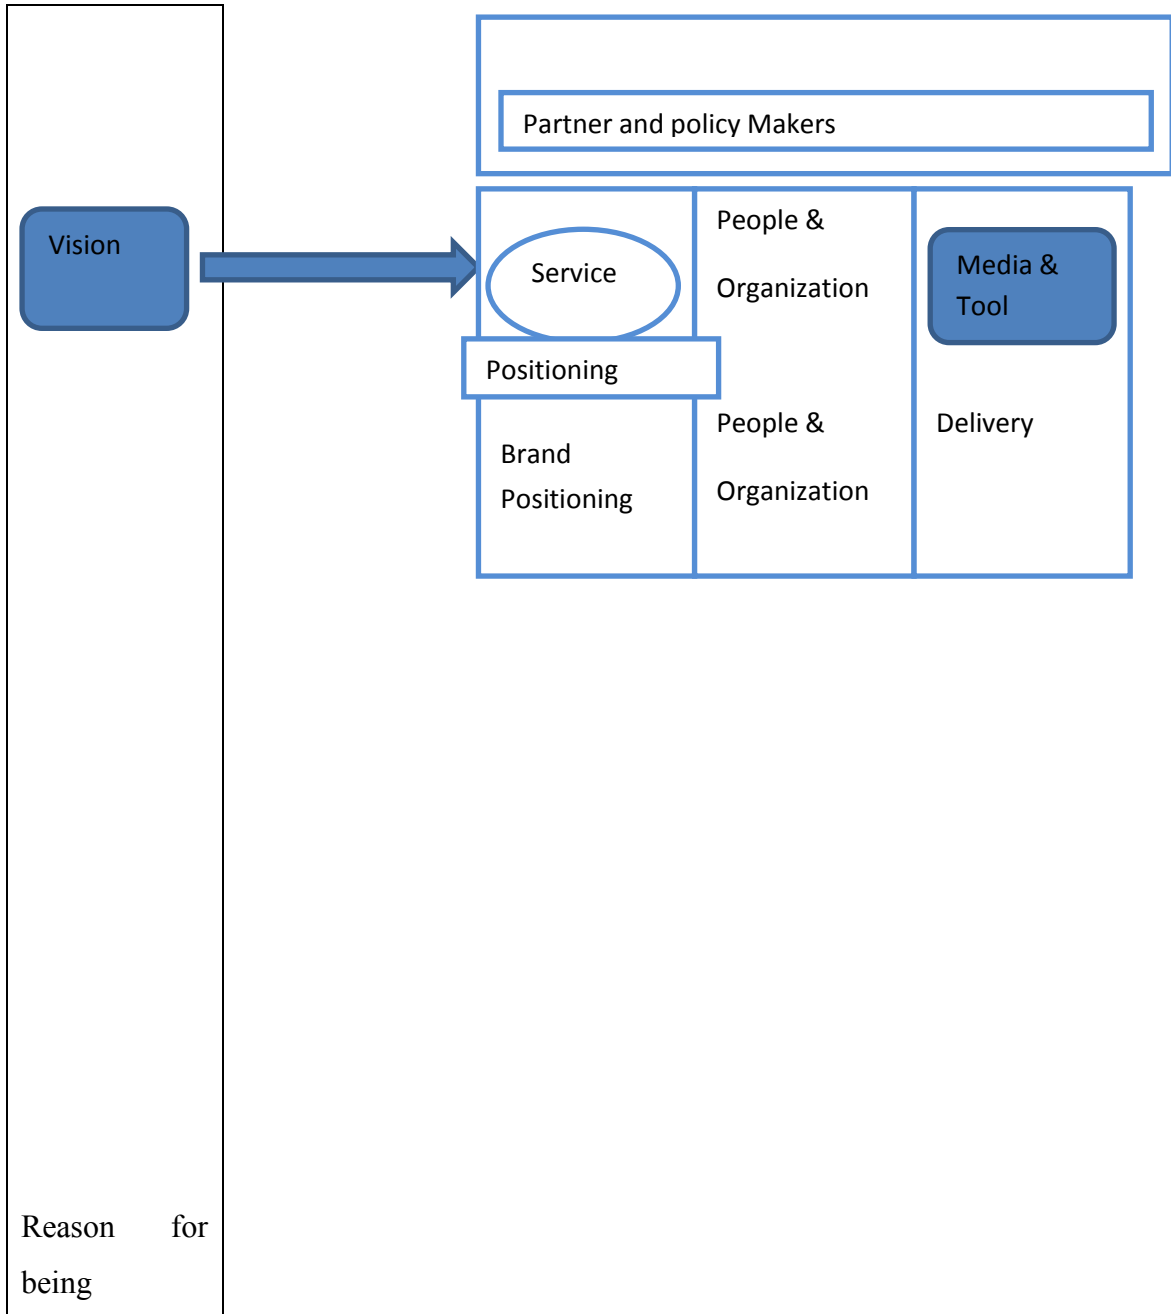 Partner and policy Makers
Vision
Service
People &
Organization
Media &
Tool
Positioning
Brand
Positioning
People &
Organization
Delivery
Reason for
being